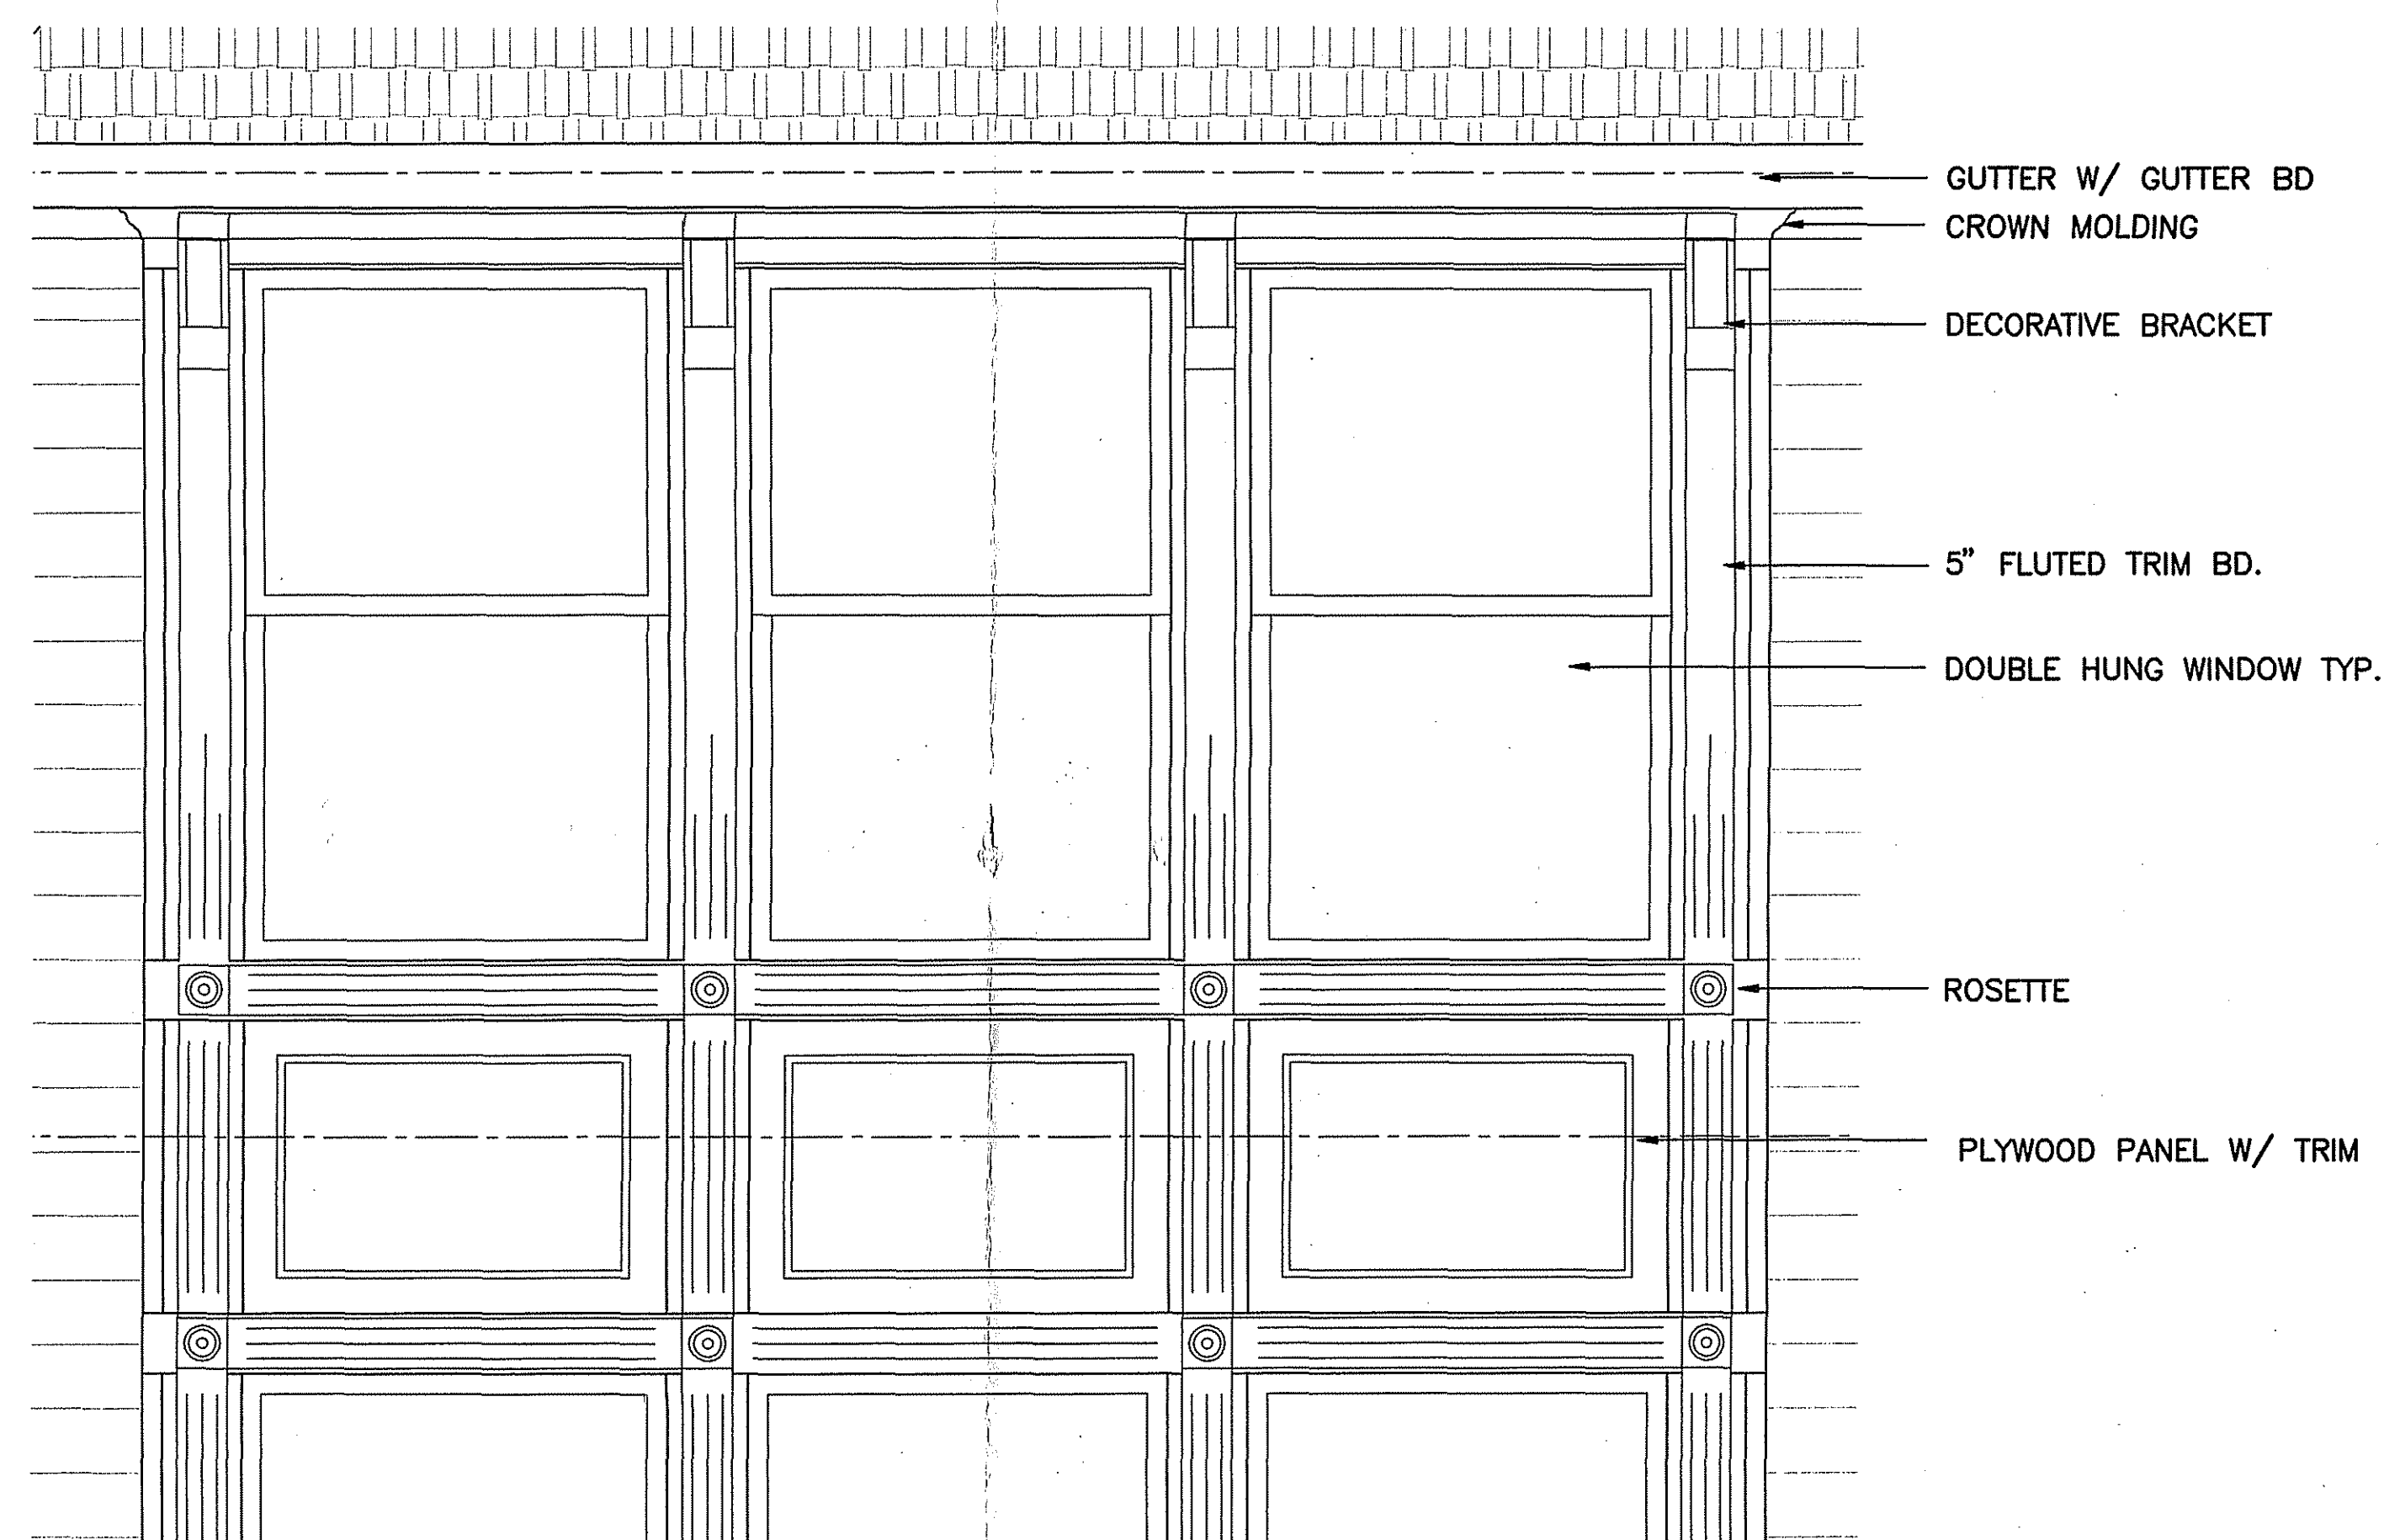 GUTTER W/ GUTTER BD
CROWN MOLDING
DECORATIVE BRACKET
5" FLUTED TRIM BD.
DOUBLE HUNG WINDOW TYP.
ROSETTE
PLYWOOD PANEL W/ TRIM